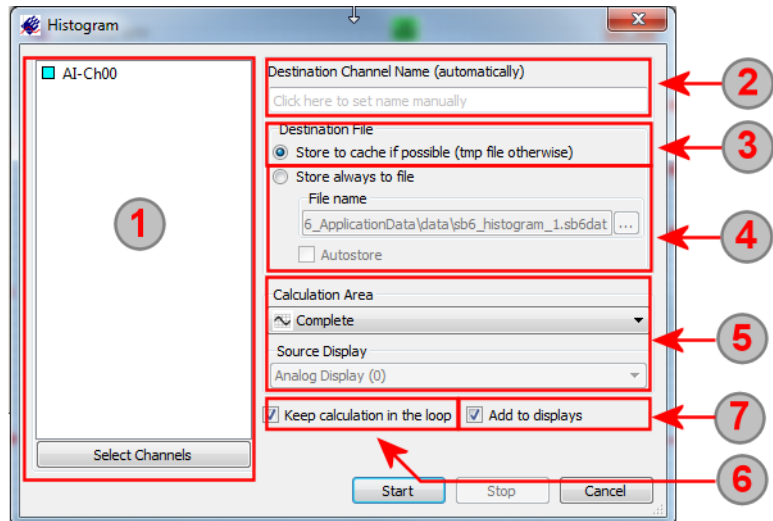 Histogram
AI-Ch00
Select Channels
1
Destination Channel Name (automatically)
Click here to set name manually
2
Destination File
Store to cache if possible (tmp file otherwise)
3
Store always to file
File name
6_ApplicationData\data\sb6_histogram_1.sb6dat ...
Autostore
4
Calculation Area
Complete
Source Display
Analog Display (0)
5
Keep calculation in the loop
Add to displays
7
6
Start Stop Cancel